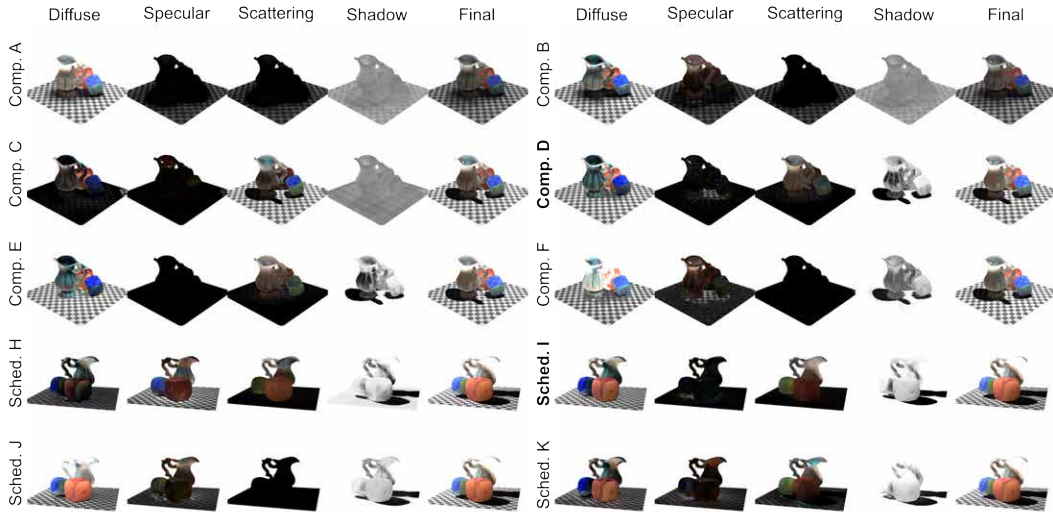 Diffuse Specular Scattering Shadow Final Diffuse Specular Scattering Shadow Final
Comp. A
Comp. B
Comp. C
Comp. D
Comp. E
Comp. F
Sched. H
Sched. I
Sched. J
Sched. K